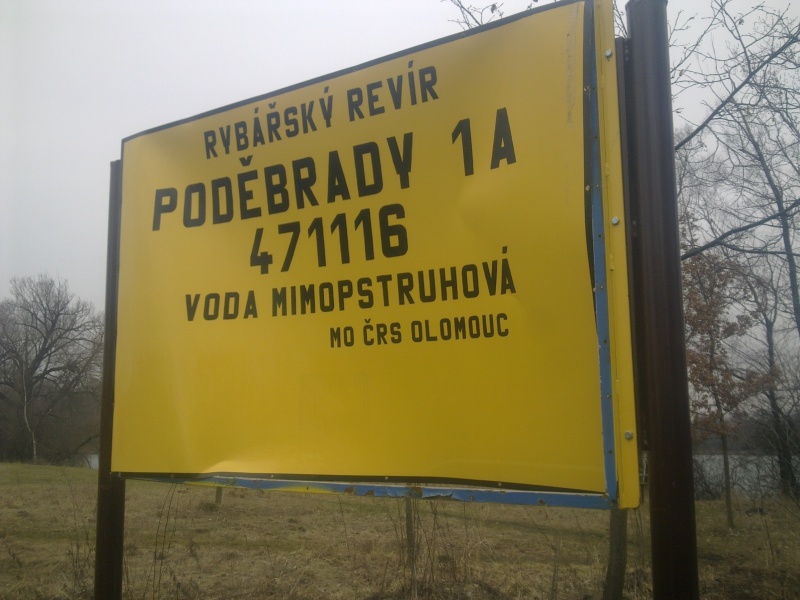 RYBÁŘSKÝ REVÍR
PODĚBRADY 1A
471116
VODA MIMOPSTRUHOVÁ
MO ČRS OLOMOUC